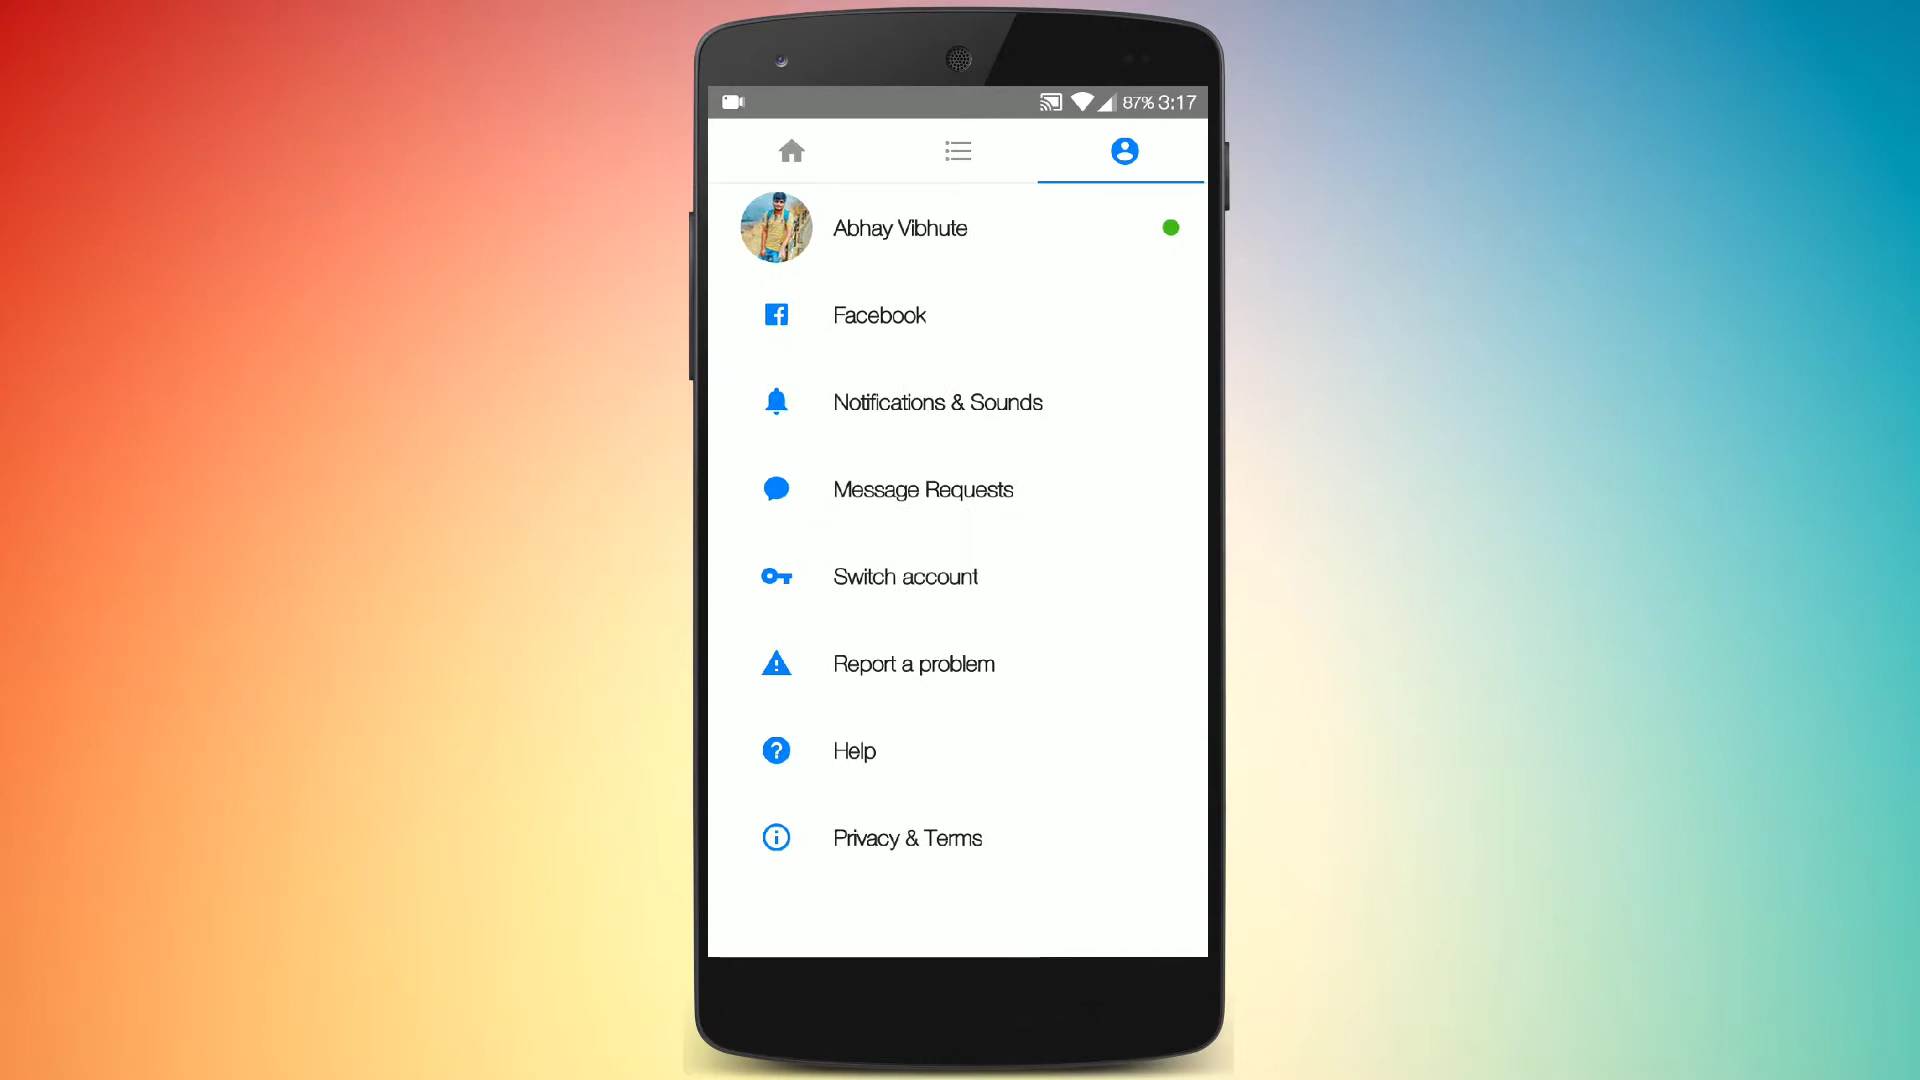 87% 3:17
Abhay Vibhute
Facebook
Notifications & Sounds
Message Requests
Switch account
Report a problem
Help
Privacy & Terms